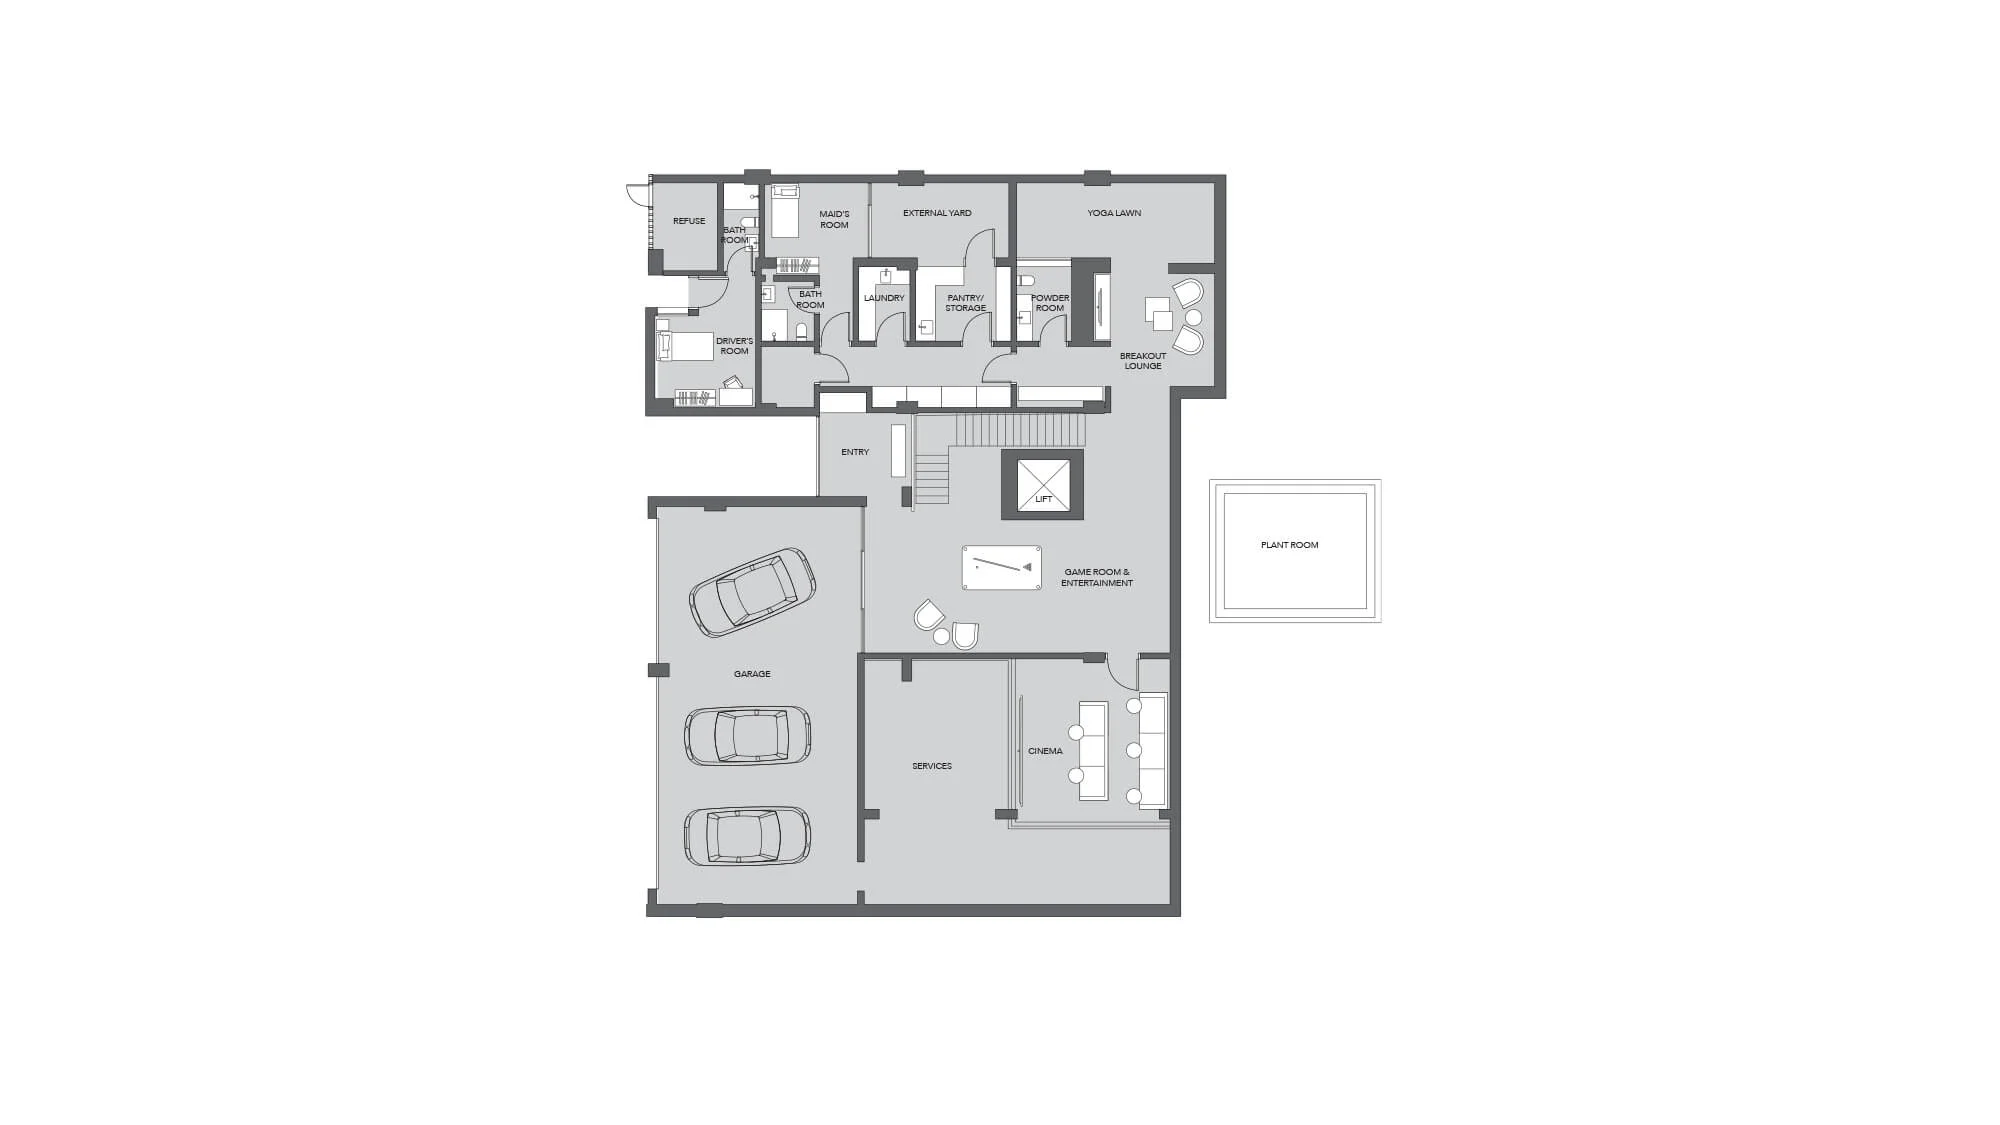 REFUSE
BATH
ROOM
MAID'S
ROOM
EXTERNAL YARD
YOGA LAWN
BATH
ROOM
LAUNDRY
PANTRY/
STORAGE
POWDER
ROOM
DRIVER'S
ROOM
BREAKOUT
LOUNGE
ENTRY
LIFT
PLANT ROOM
GAME ROOM &
ENTERTAINMENT
GARAGE
CINEMA
SERVICES